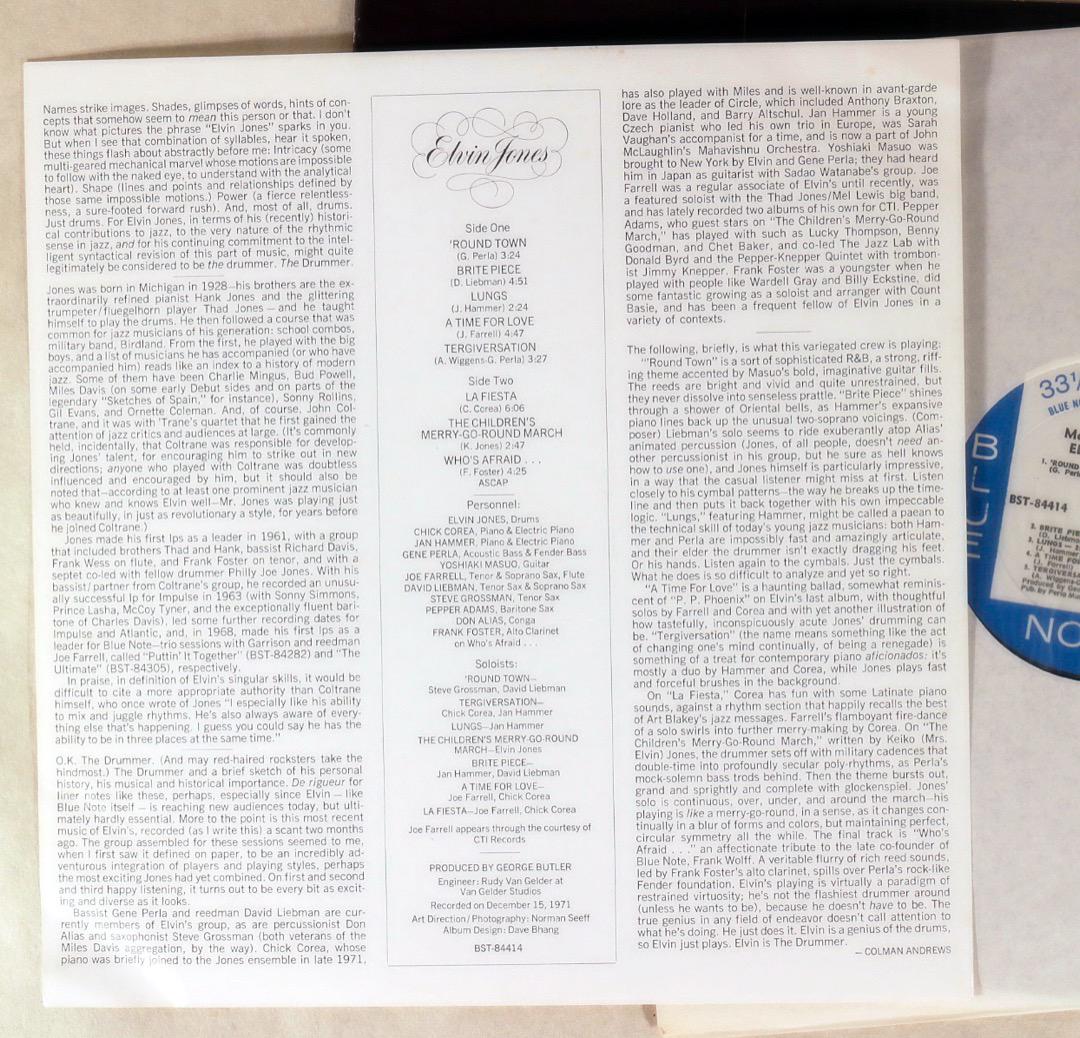 Names strike images. Shades, glimpses of words, hints of con-
cepts that somehow seem to mean this person or that. I don't
know what pictures the phrase "Elvin Jones" sparks in you.
But when I see that combination of syllables, hear it spoken,
these things flash about abstractly before me: Intricacy (some
multi-geared mechanical marvel whose motions are impossible
to follow with the naked eye, to understand with the analytical
heart). Shape (lines and points and relationships defined by
those same impossible motions.) Power (a fierce relentless-
ness, a sure-footed forward rush). And, most of all, drums.
Just drums. For Elvin Jones, in terms of his (recently) histori-
cal contributions to jazz, to the very nature of the rhythmic
sense in jazz, and for his continuing commitment to the intel-
ligent syntactical revision of this part of music, might quite
legitimately be considered to be the drummer. The Drummer.
Jones was born in Michigan in 1928—his brothers are the ex-
traordinarily refined pianist Hank Jones and the glittering
trumpeter/fluegelhorn player Thad Jones — and he taught
himself to play the drums. He then followed a course that was
common for jazz musicians of his generation: school combos,
military band, Birdland. From the first, he played with the big
boys, and a list of musicians he has accompanied (or who have
accompanied him) reads like an index to a history of modern
jazz. Some of them have been Charlie Mingus, Bud Powell,
Miles Davis (on some early Debut sides and on parts of the
legendary "Sketches of Spain," for instance), Sonny Rollins,
Gil Evans, and Ornette Coleman. And, of course, John Col-
trane, and it was with 'Trane's quartet that he first gained the
attention of jazz critics and audiences at large. (It's commonly
held, incidentally, that Coltrane was responsible for develop-
ing Jones' talent, for encouraging him to strike out in new
directions; anyone who played with Coltrane was doubtless
influenced and encouraged by him, but it should also be
noted that—according to at least one prominent jazz musician
who knew and knows Elvin well—Mr. Jones was playing just
as beautifully, in just as revolutionary a style, for years before
he joined Coltrane.)
Jones made his first lps as a leader in 1961, with a group
that included brothers Thad and Hank, bassist Richard Davis,
Frank Wess on flute, and Frank Foster on tenor, and with a
septet co-led with fellow drummer Philly Joe Jones. With his
bassist/partner from Coltrane's group, he recorded an unusu-
ally successful lp for Impulse in 1963 (with Sonny Simmons,
Prince Lasha, McCoy Tyner, and the exceptionally fluent bari-
tone of Charles Davis), led some further recording dates for
Impulse and Atlantic, and, in 1968, made his first lps as a
leader for Blue Note—trio sessions with Garrison and reedman
Joe Farrell, called "Puttin' It Together" (BST-84282) and "The
Ultimate" (BST-84305), respectively.
In praise, in definition of Elvin's singular skills, it would be
difficult to cite a more appropriate authority than Coltrane
himself, who once wrote of Jones "I especially like his ability
to mix and juggle rhythms. He's also always aware of every-
thing else that's happening. I guess you could say he has the
ability to be in three places at the same time."
O.K. The Drummer. (And may red-haired rocksters take the
hindmost.) The Drummer and a brief sketch of his personal
history, his musical and historical importance. De rigueur for
liner notes like these, perhaps, especially since Elvin — like
Blue Note itself — is reaching new audiences today, but ulti-
mately hardly essential. More to the point is this most recent
music of Elvin's, recorded (as I write this) a scant two months
ago. The group assembled for these sessions seemed to me,
when I first saw it defined on paper, to be an incredibly ad-
venturous integration of players and playing styles, perhaps
the most exciting Jones had yet combined. On first and second
and third happy listening, it turns out to be every bit as excit-
ing and diverse as it looks.
Bassist Gene Perla and reedman David Liebman are cur-
rently members of Elvin's group, as are percussionist Don
Alias and saxophonist Steve Grossman (both veterans of the
Miles Davis aggregation, by the way). Chick Corea, whose
piano was briefly joined to the Jones ensemble in late 1971,
Elvin Jones
Side One
'ROUND TOWN
(G. Perla) 3:24
BRITE PIECE
(D. Liebman) 4:51
LUNGS
(J. Hammer) 2:24
A TIME FOR LOVE
(J. Farrell) 4:47
TERGIVERSATION
(A. Wiggens-G. Perla) 3:27
Side Two
LA FIESTA
(C. Corea) 6:06
THE CHILDREN'S
MERRY-GO-ROUND MARCH
(K. Jones) 2:47
WHO'S AFRAID . . .
(F. Foster) 4:25
ASCAP
Personnel:
ELVIN JONES, Drums
CHICK COREA, Piano & Electric Piano
JAN HAMMER, Piano & Electric Piano
GENE PERLA, Acoustic Bass & Fender Bass
YOSHIAKI MASUO, Guitar
JOE FARRELL, Tenor & Soprano Sax, Flute
DAVID LIEBMAN, Tenor Sax & Soprano Sax
STEVE GROSSMAN, Tenor Sax
PEPPER ADAMS, Baritone Sax
DON ALIAS, Conga
FRANK FOSTER, Alto Clarinet
on Who's Afraid . . .
Soloists:
'ROUND TOWN—
Steve Grossman, David Liebman
TERGIVERSATION—
Chick Corea, Jan Hammer
LUNGS—Jan Hammer
THE CHILDREN'S MERRY-GO-ROUND
MARCH—Elvin Jones
BRITE PIECE—
Jan Hammer, David Liebman
A TIME FOR LOVE—
Joe Farrell, Chick Corea
LA FIESTA—Joe Farrell, Chick Corea
Joe Farrell appears through the courtesy of
CTI Records
PRODUCED BY GEORGE BUTLER
Engineer: Rudy Van Gelder at
Van Gelder Studios
Recorded on December 15, 1971
Art Direction/Photography: Norman Seeff
Album Design: Dave Bhang
BST-84414
has also played with Miles and is well-known in avant-garde
lore as the leader of Circle, which included Anthony Braxton,
Dave Holland, and Barry Altschul. Jan Hammer is a young
Czech pianist who led his own trio in Europe, was Sarah
Vaughan's accompanist for a time, and is now a part of John
McLaughlin's Mahavishnu Orchestra. Yoshiaki Masuo was
brought to New York by Elvin and Gene Perla; they had heard
him in Japan as guitarist with Sadao Watanabe's group. Joe
Farrell was a regular associate of Elvin's until recently, was
a featured soloist with the Thad Jones/Mel Lewis big band,
and has lately recorded two albums of his own for CTI. Pepper
Adams, who guest stars on "The Children's Merry-Go-Round
March," has played with such as Lucky Thompson, Benny
Goodman, and Chet Baker, and co-led The Jazz Lab with
Donald Byrd and the Pepper-Knepper Quintet with trombon-
ist Jimmy Knepper. Frank Foster was a youngster when he
played with people like Wardell Gray and Billy Eckstine, did
some fantastic growing as a soloist and arranger with Count
Basie, and has been a frequent fellow of Elvin Jones in a
variety of contexts.
The following, briefly, is what this variegated crew is playing:
"'Round Town" is a sort of sophisticated R&B, a strong, riff-
ing theme accented by Masuo's bold, imaginative guitar fills.
The reeds are bright and vivid and quite unrestrained, but
they never dissolve into senseless prattle. "Brite Piece" shines
through a shower of Oriental bells, as Hammer's expansive
piano lines back up the unusual two-soprano voicings. (Com-
poser) Liebman's solo seems to ride exuberantly atop Alias'
animated percussion (Jones, of all people, doesn't need an-
other percussionist in his group, but he sure as hell knows
how to use one), and Jones himself is particularly impressive,
in a way that the casual listener might miss at first. Listen
closely to his cymbal patterns—the way he breaks up the time-
line and then puts it back together with his own impeccable
logic. "Lungs," featuring Hammer, might be called a paean to
the technical skill of today's young jazz musicians: both Ham-
mer and Perla are impossibly fast and amazingly articulate,
and their elder the drummer isn't exactly dragging his feet.
Or his hands. Listen again to the cymbals. Just the cymbals.
What he does is so difficult to analyze and yet so right.
"A Time for Love" is a haunting ballad, somewhat reminis-
cent of "P. P. Phoenix" on Elvin's last album, with thoughtful
solos by Farrell and Corea and with yet another illustration of
how tastefully, inconspicuously acute Jones' drumming can
be. "Tergiversation" (the name means something like the act
of changing one's mind continually, of being a renegade) is
something of a treat for contemporary piano aficionados: it's
mostly a duo by Hammer and Corea, while Jones plays fast
and forceful brushes in the background.
On "La Fiesta," Corea has fun with some Latinate piano
sounds, against a rhythm section that happily recalls the best
of Art Blakey's jazz messages. Farrell's flamboyant fire-dance
of a solo swirls into further merry-making by Corea. On "The
Children's Merry-Go-Round March," written by Keiko (Mrs.
Elvin) Jones, the drummer sets off with military cadences that
double-time into profoundly secular poly-rhythms, as Perla's
mock-solemn bass trods behind. Then the theme bursts out,
grand and sprightly and complete with glockenspiel. Jones'
solo is continuous, over, under, and around the march—his
playing is like a merry-go-round, in a sense, as it changes con-
tinually in a blur of forms and colors, but maintaining perfect,
circular symmetry all the while. The final track is "Who's
Afraid . . ." an affectionate tribute to the late co-founder of
Blue Note, Frank Wolff. A veritable flurry of rich reed sounds,
led by Frank Foster's alto clarinet, spills over Perla's rock-like
Fender foundation. Elvin's playing is virtually a paradigm of
restrained virtuosity; he's not the flashiest drummer around
(unless he wants to be), because he doesn't have to be. The
true genius in any field of endeavor doesn't call attention to
what he's doing. He just does it. Elvin is a genius of the drums,
so Elvin just plays. Elvin is The Drummer.
— COLMAN ANDREWS
33⅓
BLUE NO
BLUE
NO
BST-84414
1. 'ROUND
(G. Perl
2. BRITE PIE
(D. Liebm
3. LUNGS —
(J. Hammer
4. A TIME FO
(J. Farrell)
5. TERGIVERSA
(A. Wiggens-G
Produced by Geo
Pub. by Perla Mu